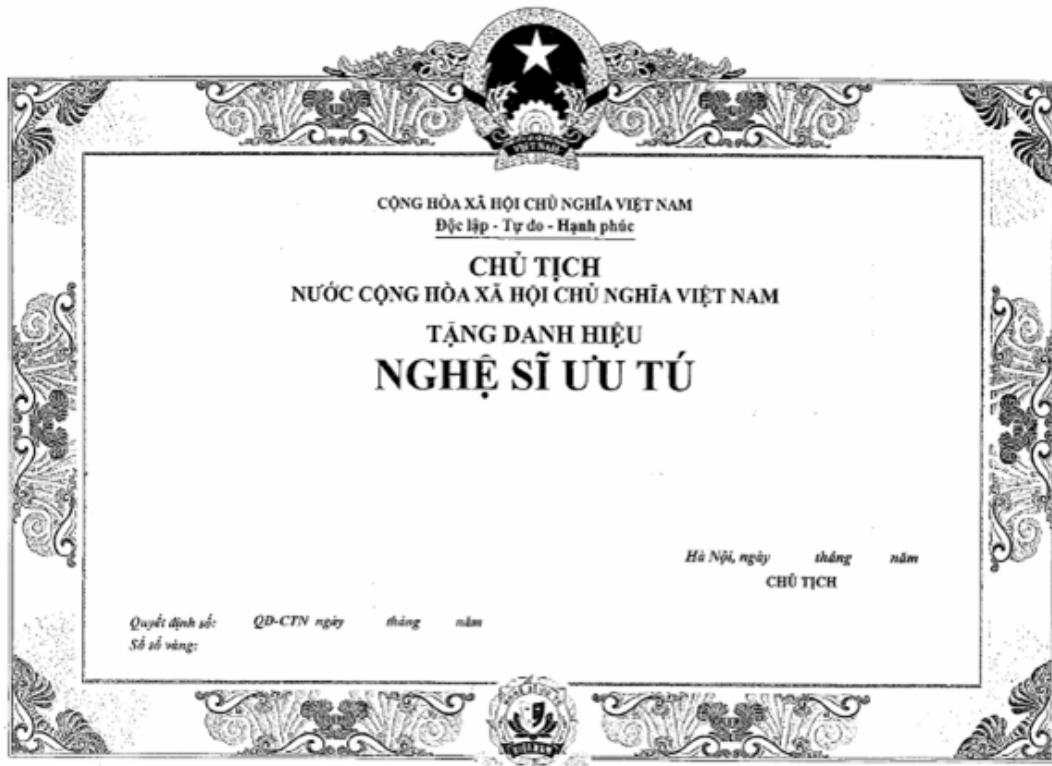 VIỆT NAM
CỘNG HÒA XÃ HỘI CHỦ NGHĨA VIỆT NAM
Độc lập - Tự do - Hạnh phúc
CHỦ TỊCH
NƯỚC CỘNG HÒA XÃ HỘI CHỦ NGHĨA VIỆT NAM
TẶNG DANH HIỆU
NGHỆ SĨ ƯU TÚ
Hà Nội, ngày tháng năm
CHỦ TỊCH
Quyết định số: QĐ-CTN ngày tháng năm
Số sổ vàng: